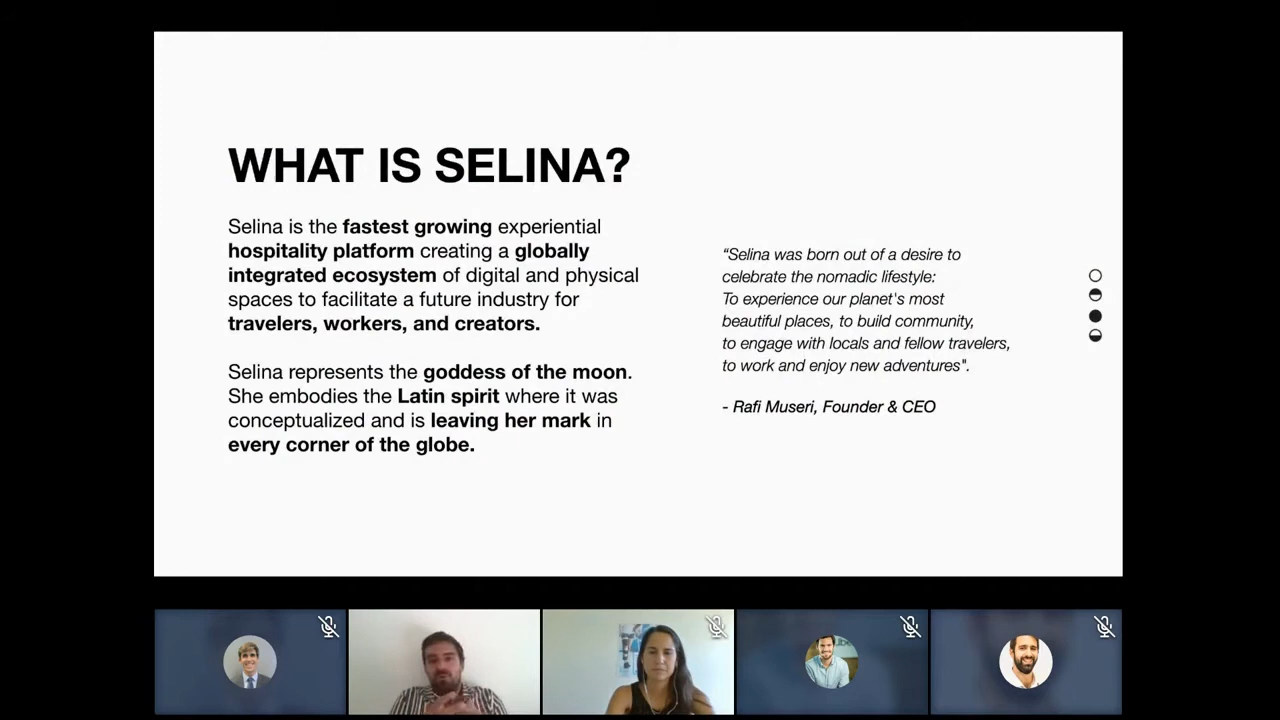 WHAT IS SELINA?
Selina is the fastest growing experiential
hospitality platform creating a globally
integrated ecosystem of digital and physical
spaces to facilitate a future industry for
travelers, workers, and creators.
Selina represents the goddess of the moon.
She embodies the Latin spirit where it was
conceptualized and is leaving her mark in
every corner of the globe.
“Selina was born out of a desire to
celebrate the nomadic lifestyle:
To experience our planet's most
beautiful places, to build community,
to engage with locals and fellow travelers,
to work and enjoy new adventures".
- Rafi Museri, Founder & CEO